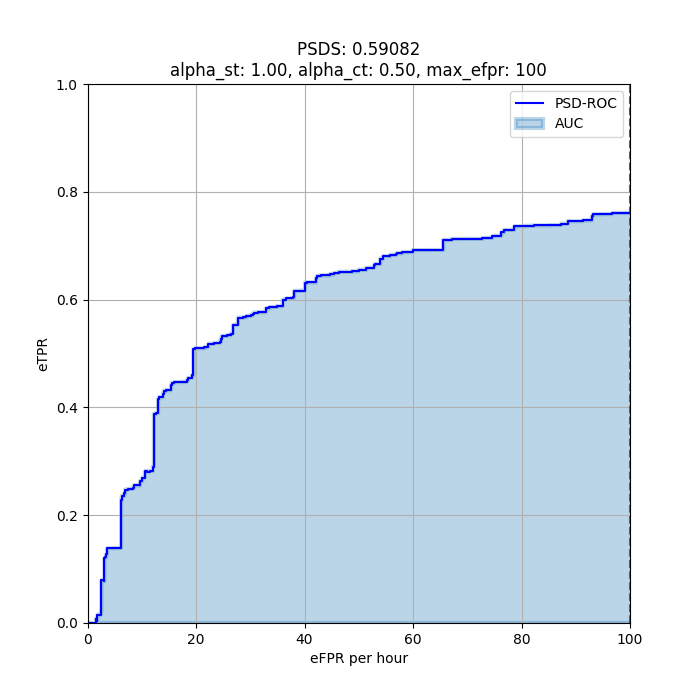 PSDS: 0.59082
alpha_st: 1.00, alpha_ct: 0.50, max_efpr: 100
PSD-ROC
AUC
1.0
0.8
0.6
0.4
0.2
0.0
eTPR
0 20 40 60 80 100
eFPR per hour